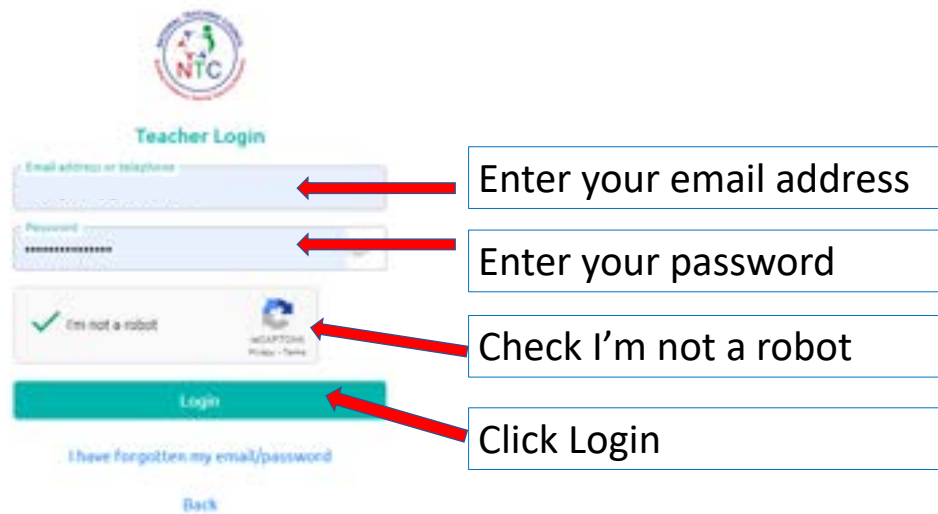 NTC
Teacher Login
Email address or telephone
Enter your email address
Password
••••••••••••••
Enter your password
I'm not a robot
reCAPTCHA
Privacy - Terms
Check I’m not a robot
Login
Click Login
I have forgotten my email/password
Back